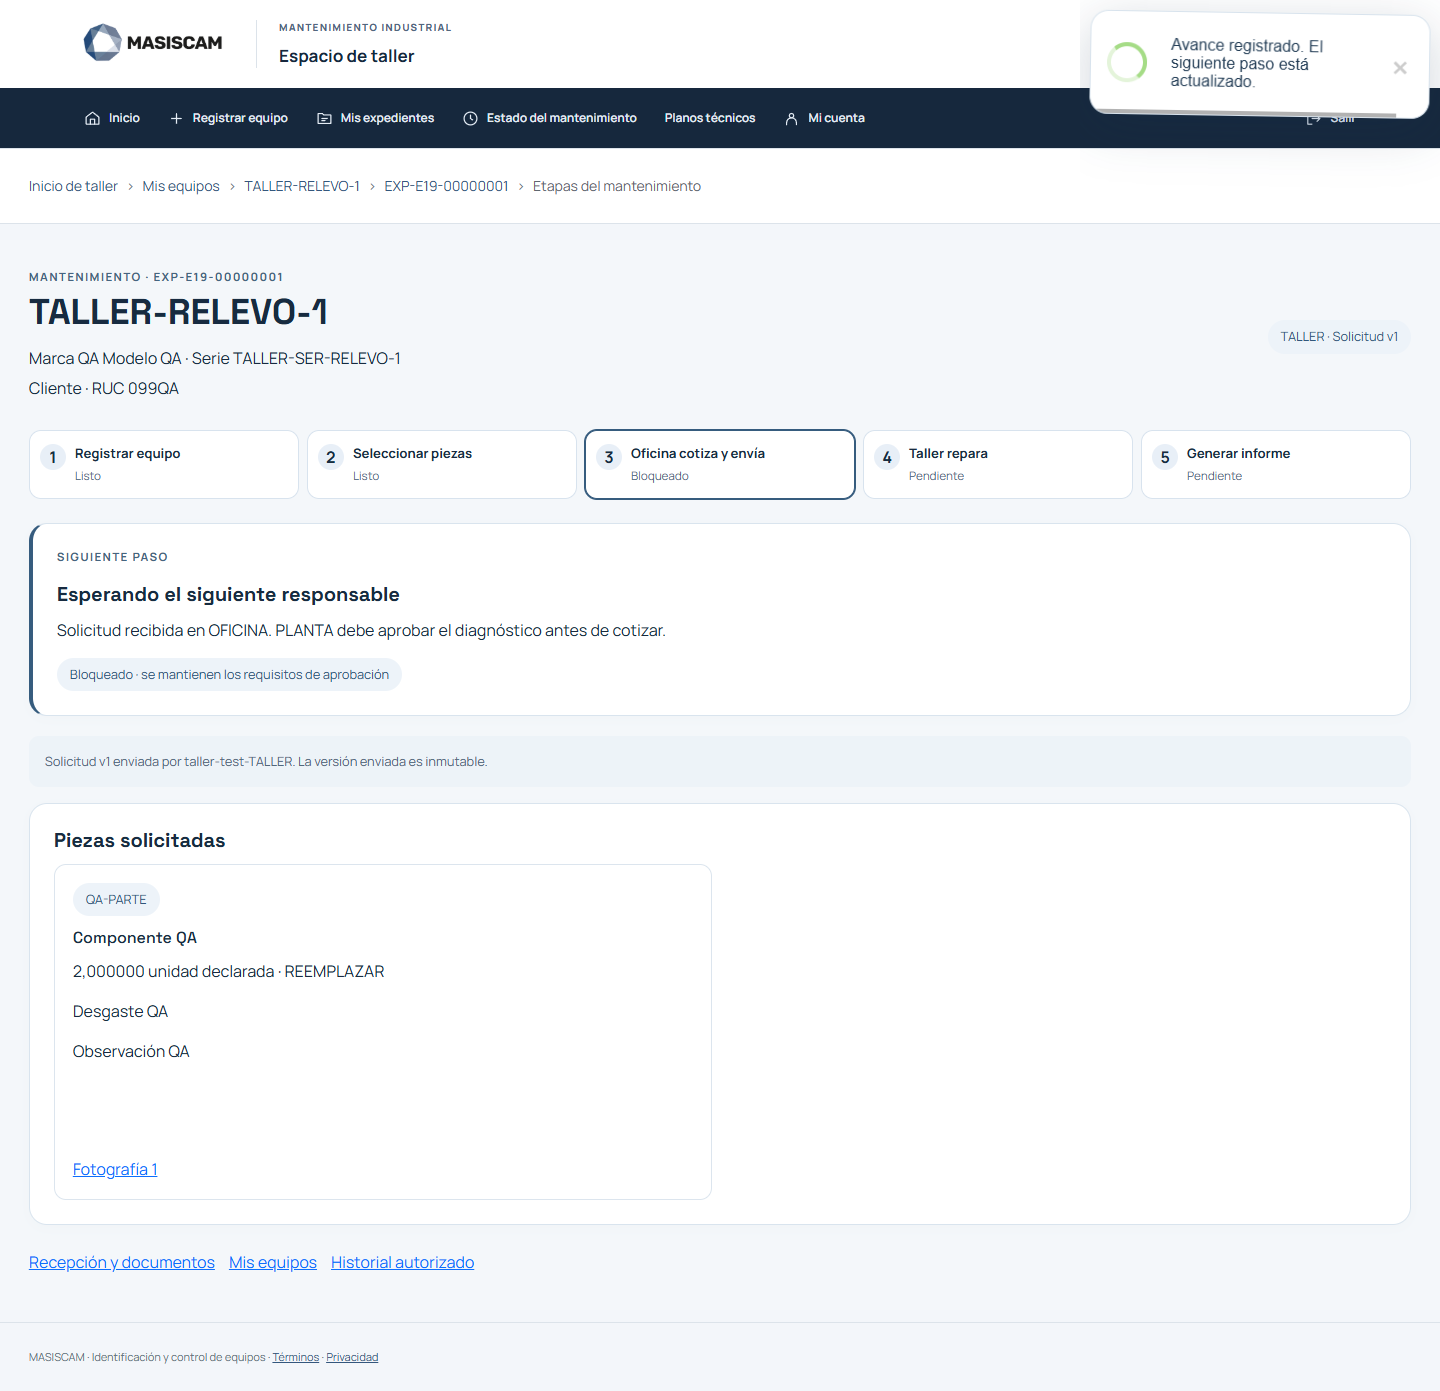 MASISCAM
MANTENIMIENTO INDUSTRIAL
Espacio de taller
Avance registrado. El
siguiente paso está
actualizado.
×
Inicio
Registrar equipo
Mis expedientes
Estado del mantenimiento
Planos técnicos
Mi cuenta
Salir
Inicio de taller › Mis equipos › TALLER-RELEVO-1 › EXP-E19-00000001 › Etapas del mantenimiento
MANTENIMIENTO · EXP-E19-00000001
TALLER-RELEVO-1
Marca QA Modelo QA · Serie TALLER-SER-RELEVO-1
Cliente · RUC 099QA
TALLER · Solicitud v1
1 Registrar equipo
Listo
2 Seleccionar piezas
Listo
3 Oficina cotiza y envía
Bloqueado
4 Taller repara
Pendiente
5 Generar informe
Pendiente
SIGUIENTE PASO
Esperando el siguiente responsable
Solicitud recibida en OFICINA. PLANTA debe aprobar el diagnóstico antes de cotizar.
Bloqueado · se mantienen los requisitos de aprobación
Solicitud v1 enviada por taller-test-TALLER. La versión enviada es inmutable.
Piezas solicitadas
QA-PARTE
Componente QA
2,000000 unidad declarada · REEMPLAZAR
Desgaste QA
Observación QA
Fotografía 1
Recepción y documentos Mis equipos Historial autorizado
MASISCAM · Identificación y control de equipos · Términos · Privacidad